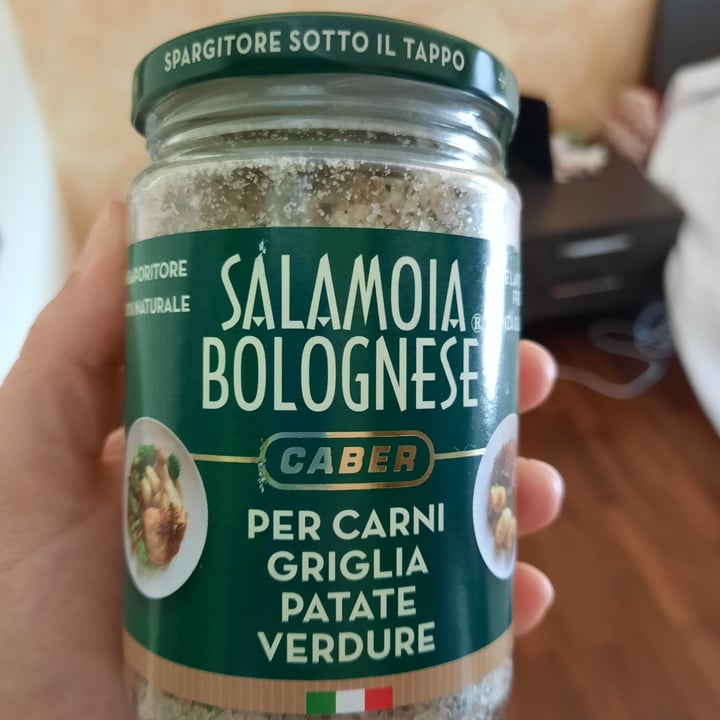 SPARGITORE SOTTO IL TAPPO
NATURALE
SALAMOIA ®
BOLOGNESE
CABER
PER CARNI
GRIGLIA
PATATE
VERDURE